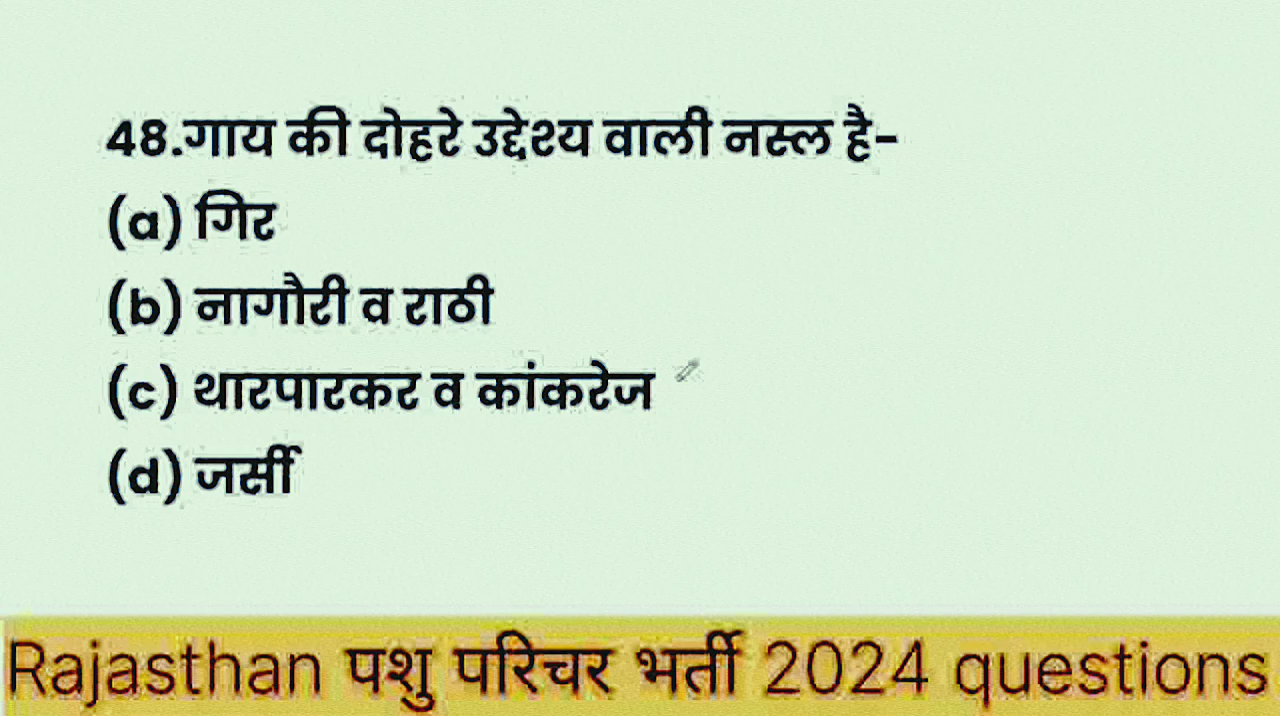 48.गाय की दोहरे उद्देश्य वाली नस्ल है-
(a) गिर
(b) नागौरी व राठी
(c) थारपारकर व कांकरेज
(d) जर्सी
Rajasthan पशु परिचर भर्ती 2024 questions